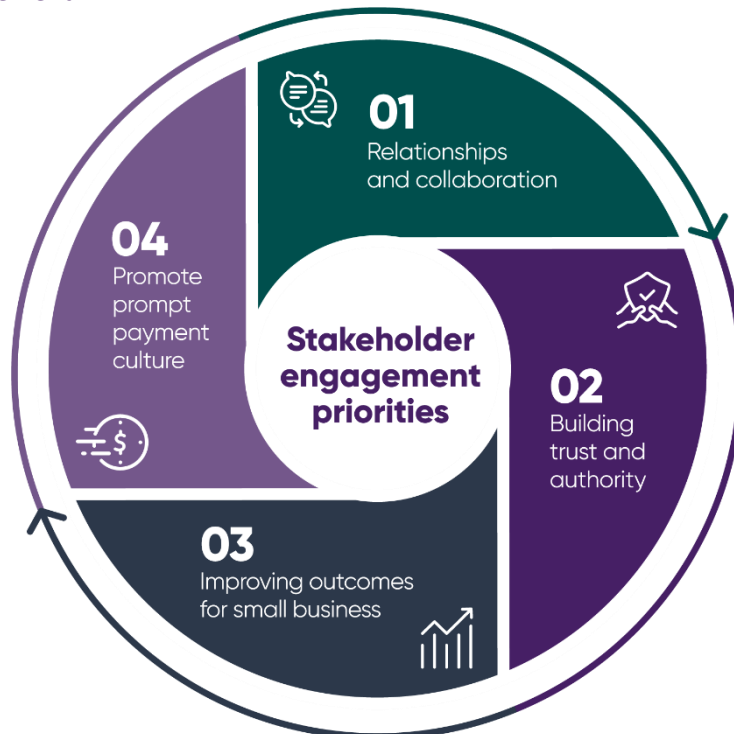 01
Relationships
and collaboration
02
Building
trust and
authority
03
Improving outcomes
for small business
04
Promote
prompt
payment
culture
$
Stakeholder
engagement
priorities